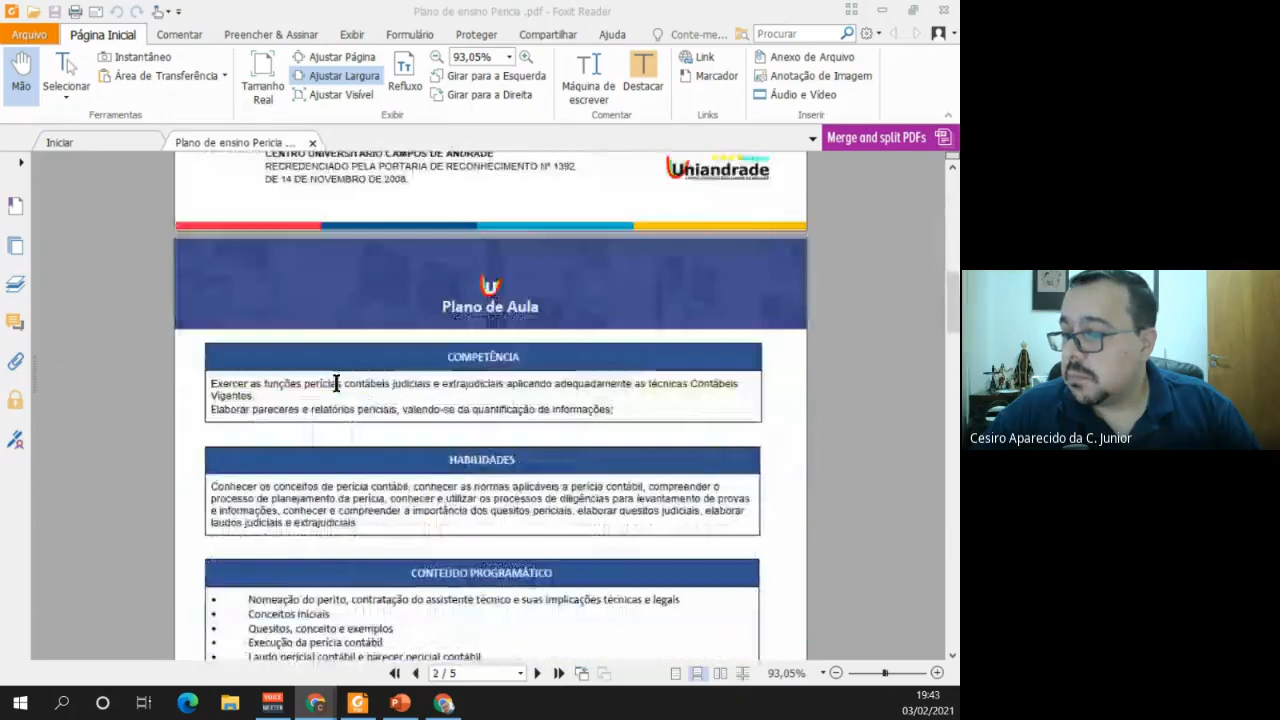 Plano de ensino Pericia .pdf - Foxit Reader
Arquivo Página Inicial Comentar Preencher & Assinar Exibir Formulário Proteger Compartilhar Ajuda Conte-me... Procurar
Mão
Selecionar
Instantâneo
Área de Transferência
Ferramentas
Tamanho
Real
Ajustar Página
Ajustar Largura
Ajustar Visível
Refluxo
93,05%
Girar para a Esquerda
Girar para a Direita
Exibir
Máquina de
escrever
Destacar
Comentar
Link
Marcador
Links
Anexo de Arquivo
Anotação de Imagem
Áudio e Vídeo
Inserir
Iniciar
Plano de ensino Pericia ...
Merge and split PDFs
CENTRO UNIVERSITÁRIO CAMPOS DE ANDRADE
RECREDENCIADO PELA PORTARIA DE RECONHECIMENTO Nº 1392,
DE 14 DE NOVEMBRO DE 2008.
Uniandrade
U
Plano de Aula
COMPETÊNCIA
Exercer as funções periciais contábeis judiciais e extrajudiciais aplicando adequadamente as técnicas Contábeis
Vigentes.
Elaborar pareceres e relatórios periciais, valendo-se da quantificação de informações;
HABILIDADES
Conhecer os conceitos de perícia contábil, conhecer as normas aplicáveis a perícia contábil, compreender o
processo de planejamento da perícia, conhecer e utilizar os processos de diligências para levantamento de provas
e informações, conhecer e compreender a importância dos quesitos periciais, elaborar quesitos judiciais, elaborar
laudos judiciais e extrajudiciais
CONTEÚDO PROGRAMÁTICO
• Nomeação do perito, contratação do assistente técnico e suas implicações técnicas e legais
• Conceitos iniciais
• Quesitos, conceito e exemplos
• Execução da perícia contábil
• Laudo pericial contábil e parecer pericial contábil
2 / 5
93,05%
19:43
03/02/2021
Cesiro Aparecido da C. Junior